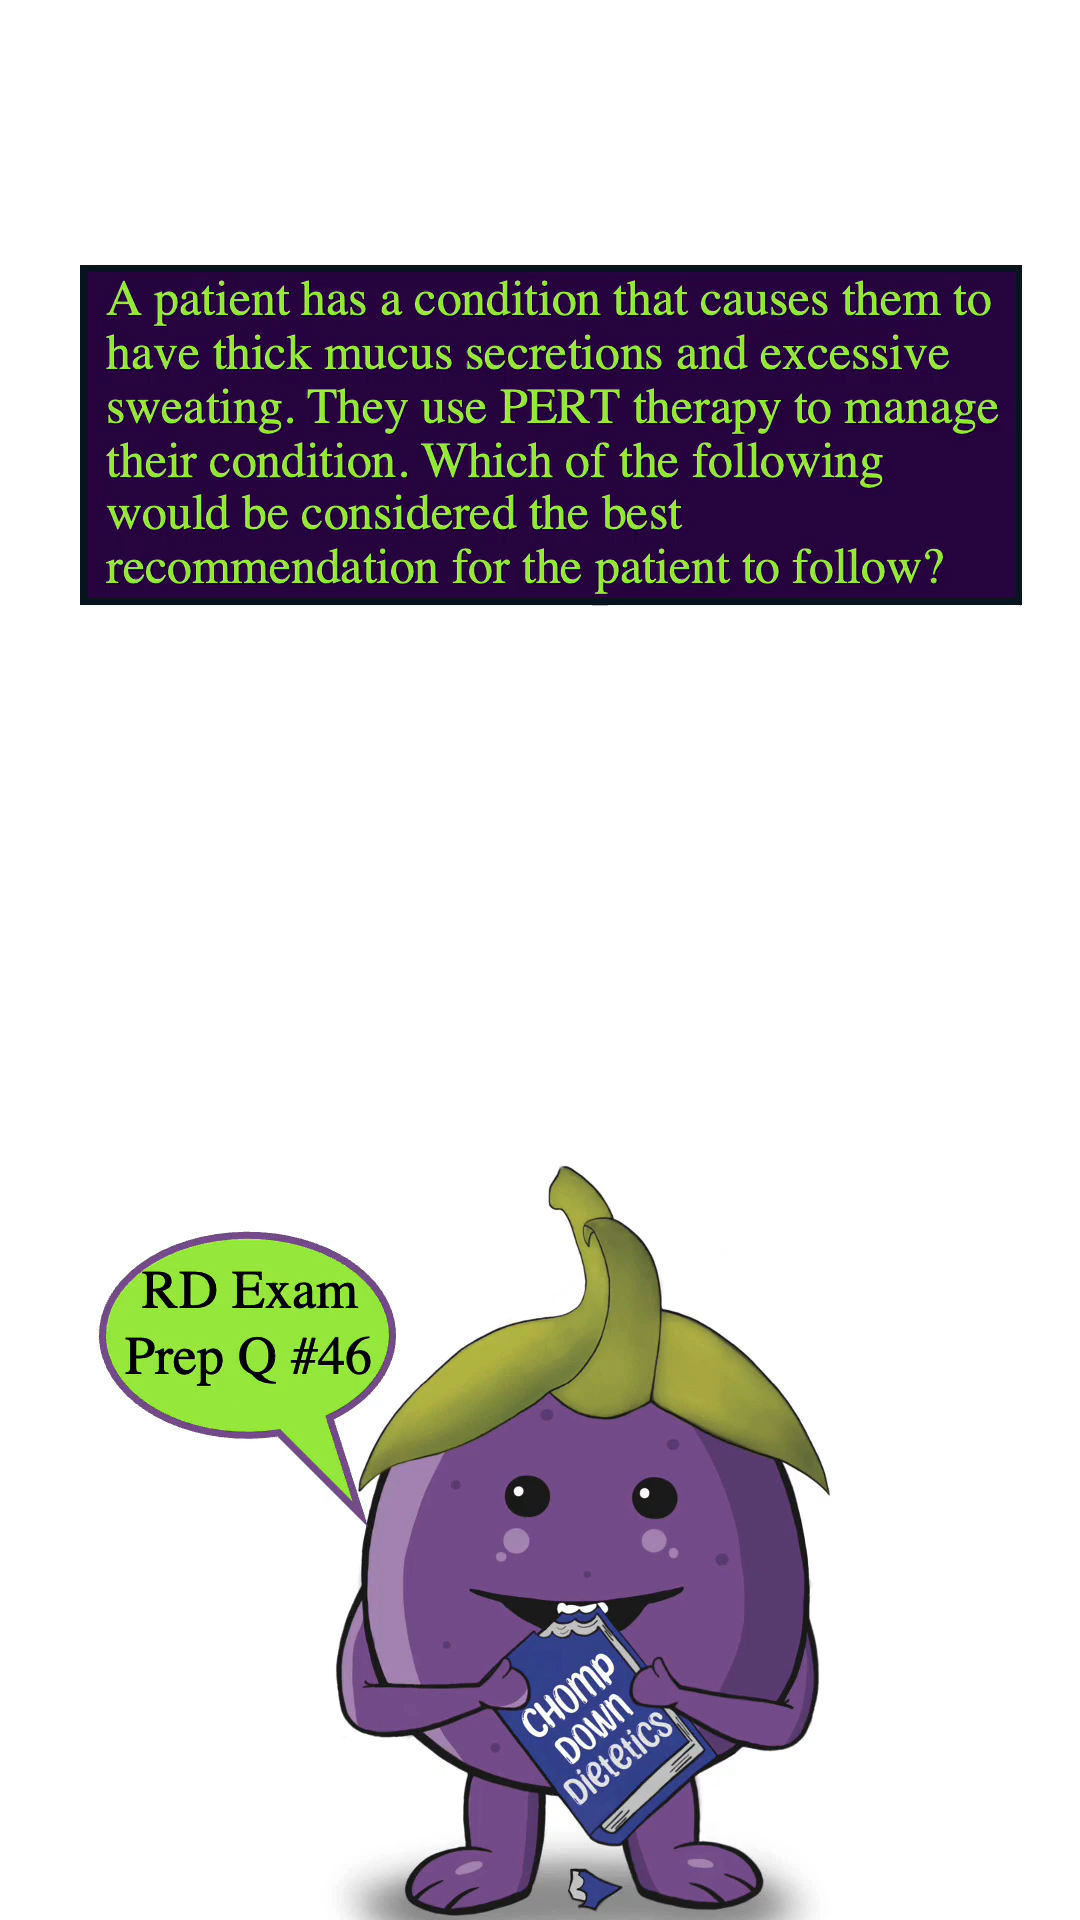 A patient has a condition that causes them to
have thick mucus secretions and excessive
sweating. They use PERT therapy to manage
their condition. Which of the following
would be considered the best
recommendation for the patient to follow?
RD Exam
Prep Q #46
CHOMP
DOWN
Dietetics